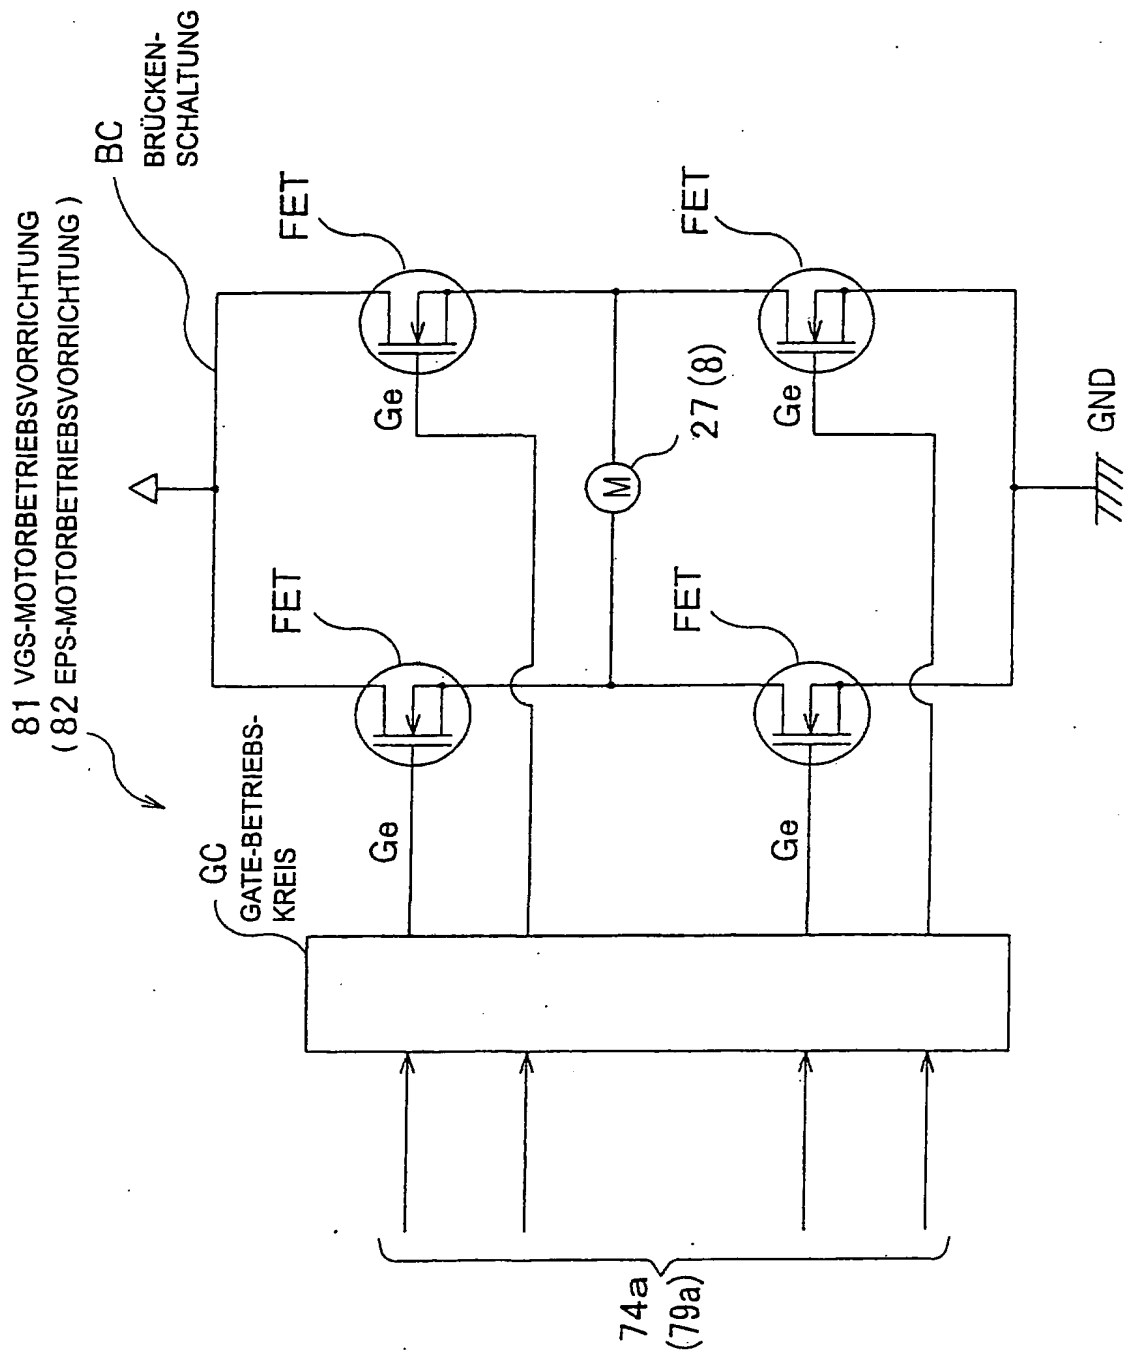 81 VGS-MOTORBETRIEBSVORRICHTUNG
(82 EPS-MOTORBETRIEBSVORRICHTUNG)
BC
BRÜCKEN-
SCHALTUNG
GC
GATE-BETRIEBS-
KREIS
FET
FET
Ge
Ge
M
27 (8)
FET
FET
Ge
Ge
GND
74a
(79a)